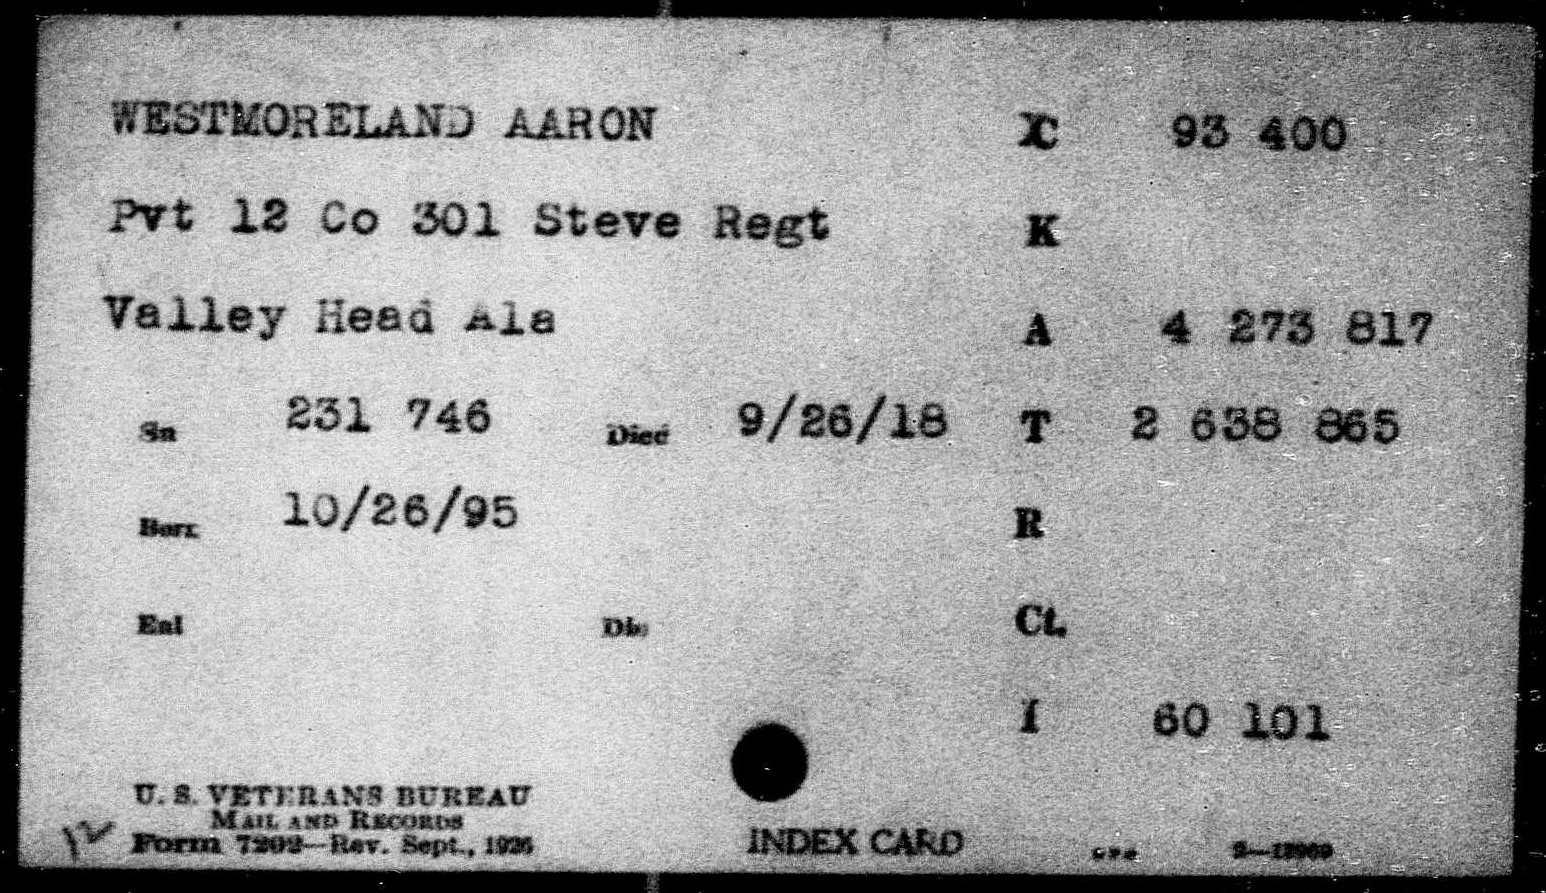 WESTMORELAND AARON XC 93 400
Pvt 12 Co 301 Steve Regt K
Valley Head Ala A 4 273 817
Sn 231 746 Died 9/26/18 T 2 638 865
Born 10/26/95 R
Enl Dis Ct.
I 60 101
U. S. VETERANS BUREAU
MAIL AND RECORDS
12 Form 7202—Rev. Sept., 1926 INDEX CARD